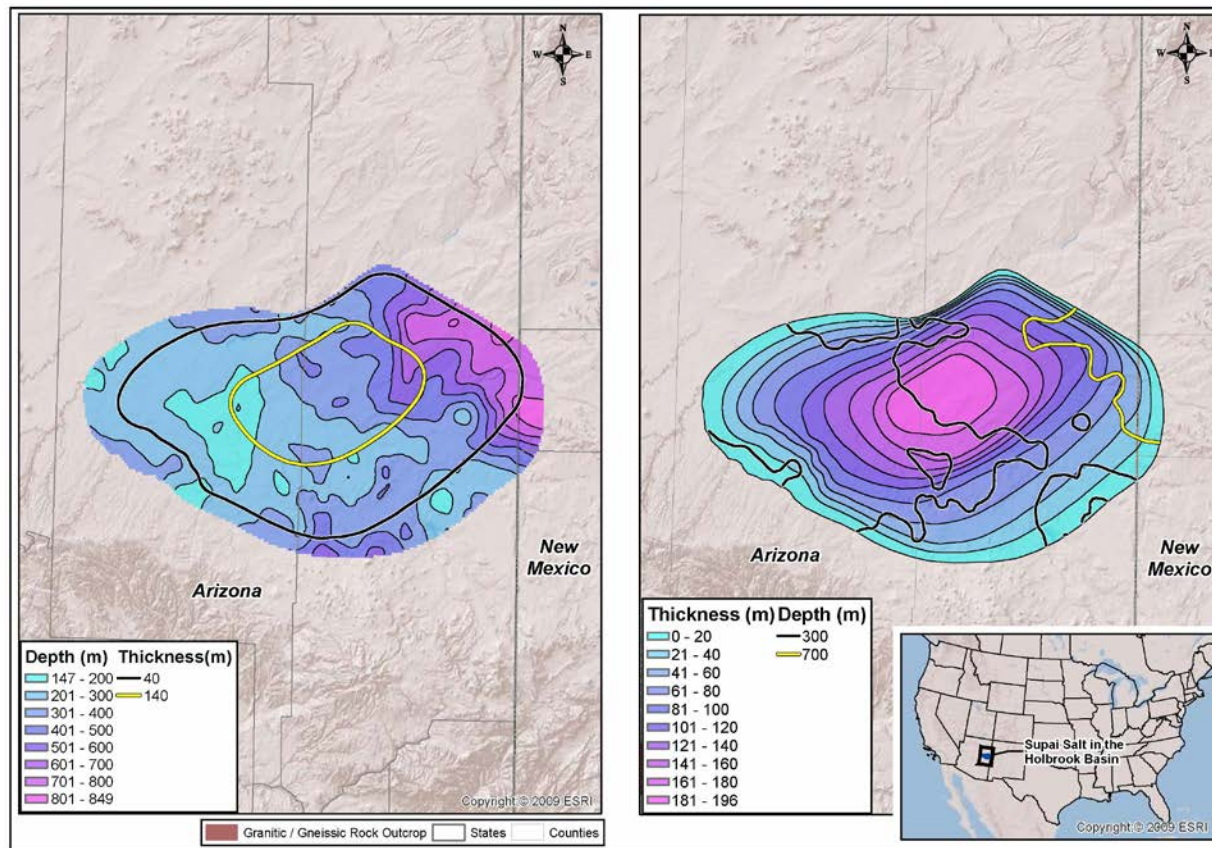 N
W E
S
New
Mexico
Arizona
Depth (m) Thickness(m)
147 - 200 40
201 - 300 140
301 - 400
401 - 500
501 - 600
601 - 700
701 - 800
801 - 849
Copyright © 2009 ESRI
Granitic / Gneissic Rock Outcrop States Counties
N
W E
S
New
Mexico
Arizona
Thickness (m) Depth (m)
0 - 20 300
21 - 40 700
41 - 60
61 - 80
81 - 100
101 - 120
121 - 140
141 - 160
161 - 180
181 - 196
Supai Salt in the
Holbrook Basin
Copyright © 2009 ESRI